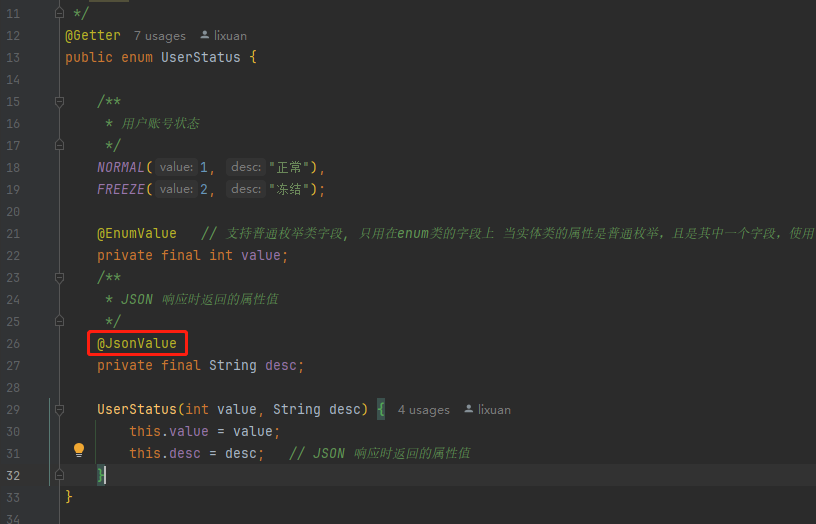 11 */
12 @Getter 7 usages lixuan
13 public enum UserStatus {
14
15 /**
16 * 用户账号状态
17 */
18 NORMAL( value: 1, desc: "正常"),
19 FREEZE( value: 2, desc: "冻结");
20
21 @EnumValue // 支持普通枚举类字段, 只用在enum类的字段上 当实体类的属性是普通枚举，且是其中一个字段，使用
22 private final int value;
23 /**
24 * JSON 响应时返回的属性值
25 */
26 @JsonValue
27 private final String desc;
28
29 UserStatus(int value, String desc) { 4 usages lixuan
30 this.value = value;
31 this.desc = desc; // JSON 响应时返回的属性值
32 }
33 }
34